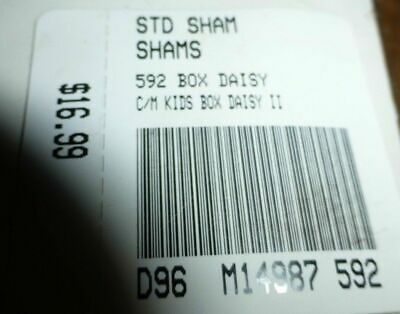 STD SHAM
SHAMS
592 BOX DAISY
C/M KIDS BOX DAISY II
$16.99
D96 M14987 592